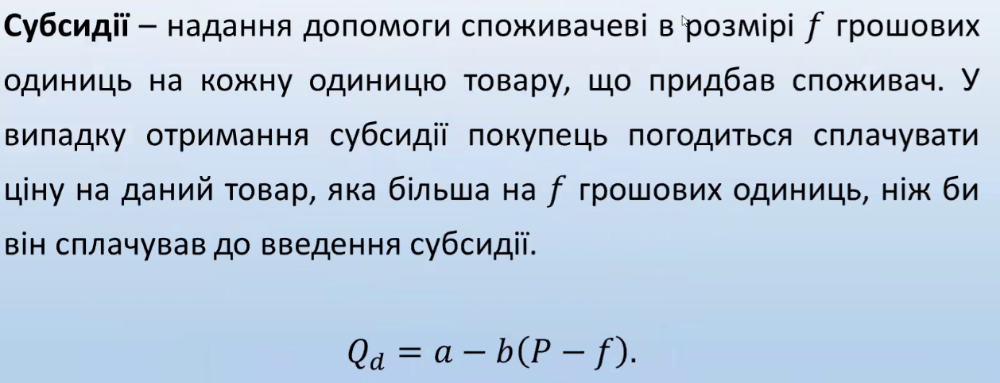 Субсидії – надання допомоги споживачеві в розмірі f грошових
одиниць на кожну одиницю товару, що придбав споживач. У
випадку отримання субсидії покупець погодиться сплачувати
ціну на даний товар, яка більша на f грошових одиниць, ніж би
він сплачував до введення субсидії.
Q_d = a − b(P − f).